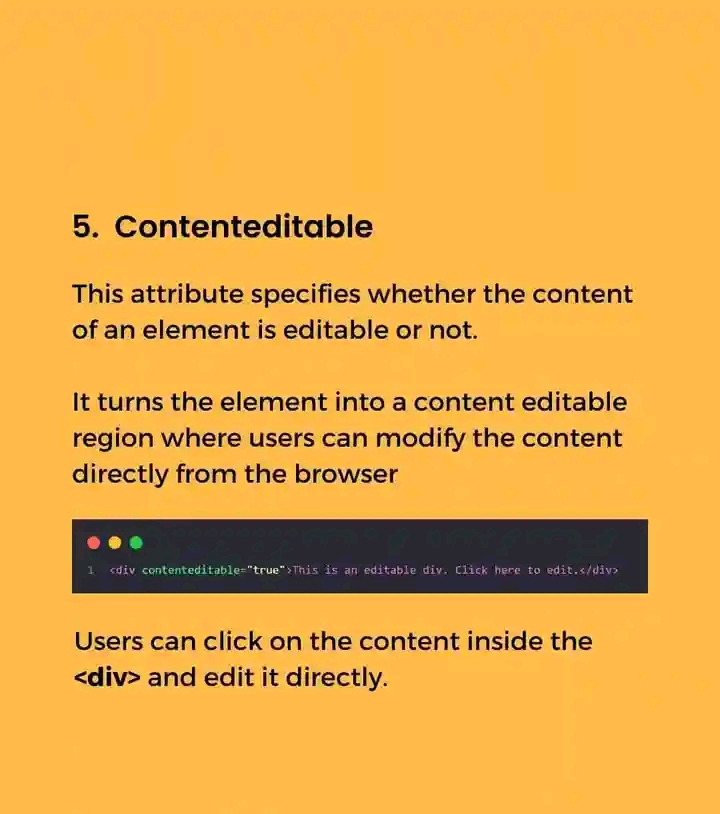 5. Contenteditable
This attribute specifies whether the content
of an element is editable or not.
It turns the element into a content editable
region where users can modify the content
directly from the browser
1 <div contenteditable="true">This is an editable div. Click here to edit.</div>
Users can click on the content inside the
<div> and edit it directly.